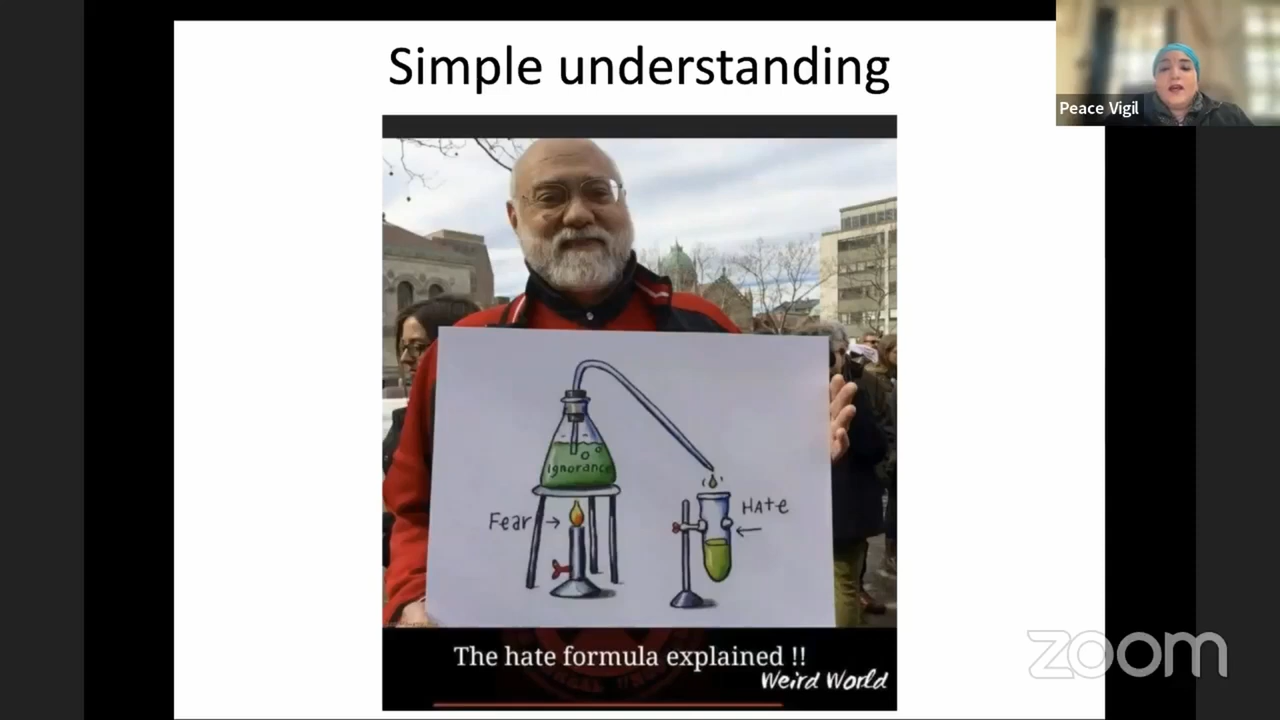 Simple understanding
Peace Vigil
ignorance
Fear
HAte
The hate formula explained !!
Weird World
zoom